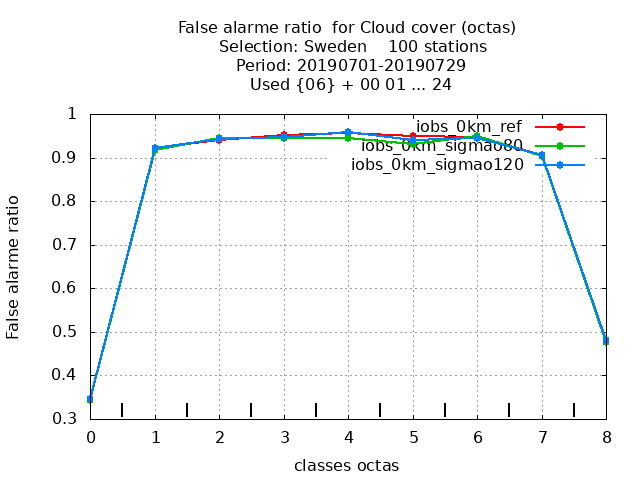 False alarme ratio  for Cloud cover (octas)
Selection: Sweden    100 stations
Period: 20190701-20190729
Used {06} + 00 01 ... 24
iobs_0km_ref
iobs_0km_sigmao80
iobs_0km_sigmao120
1
0.9
0.8
0.7
0.6
0.5
0.4
0.3
False alarme ratio
0 1 2 3 4 5 6 7 8
classes octas